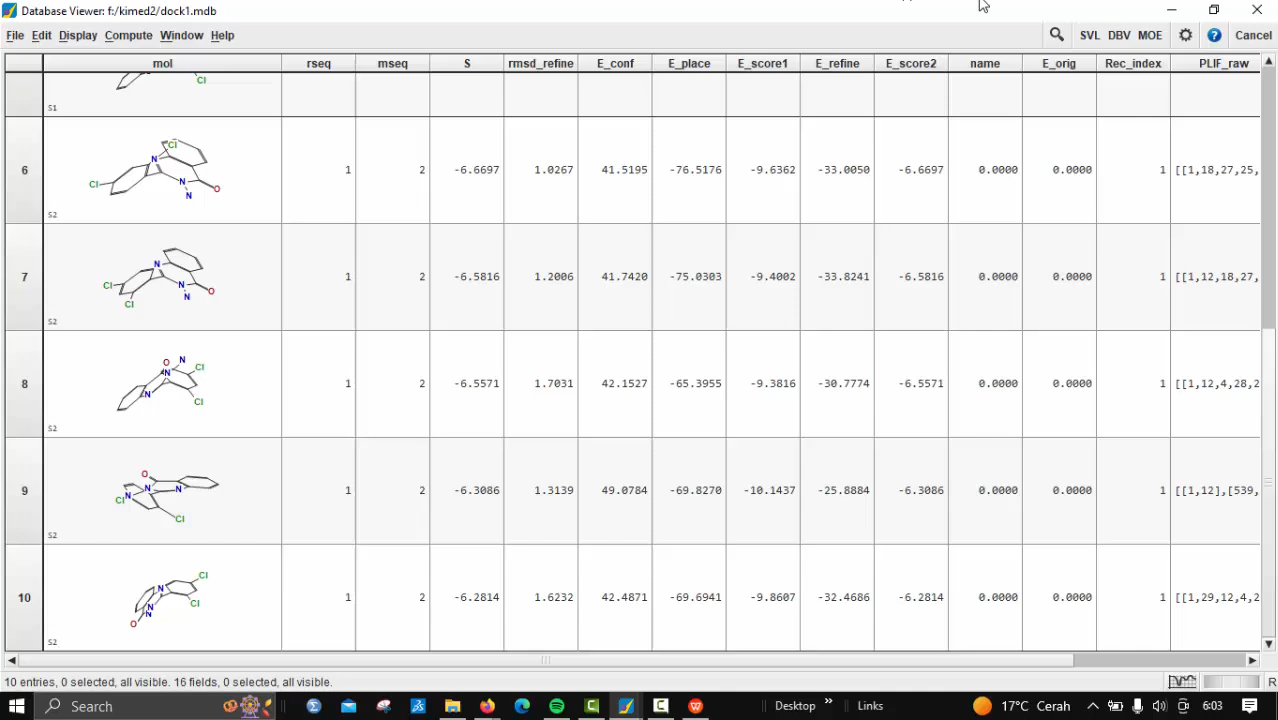 Database Viewer: f:/kimed2/dock1.mdb
File Edit Display Compute Window Help SVL DBV MOE Cancel
mol rseq mseq S rmsd_refine E_conf E_place E_score1 E_refine E_score2 name E_orig Rec_index PLIF_raw
Cl
S1
6 Cl N Cl N N O 1 2 -6.6697 1.0267 41.5195 -76.5176 -9.6362 -33.0050 -6.6697 0.0000 0.0000 1 [[1,18,27,25,
S2
7 N Cl Cl N N O 1 2 -6.5816 1.2006 41.7420 -75.0303 -9.4002 -33.8241 -6.5816 0.0000 0.0000 1 [[1,12,18,27,
S2
8 O N N Cl N Cl 1 2 -6.5571 1.7031 42.1527 -65.3955 -9.3816 -30.7774 -6.5571 0.0000 0.0000 1 [[1,12,4,28,2
S2
9 O N N N Cl Cl 1 2 -6.3086 1.3139 49.0784 -69.8270 -10.1437 -25.8884 -6.3086 0.0000 0.0000 1 [[1,12],[539,
S2
10 Cl N Cl N N O 1 2 -6.2814 1.6232 42.4871 -69.6941 -9.8607 -32.4686 -6.2814 0.0000 0.0000 1 [[1,29,12,4,2
S2
10 entries, 0 selected, all visible. 16 fields, 0 selected, all visible. R
Search Desktop Links 17°C Cerah 6:03